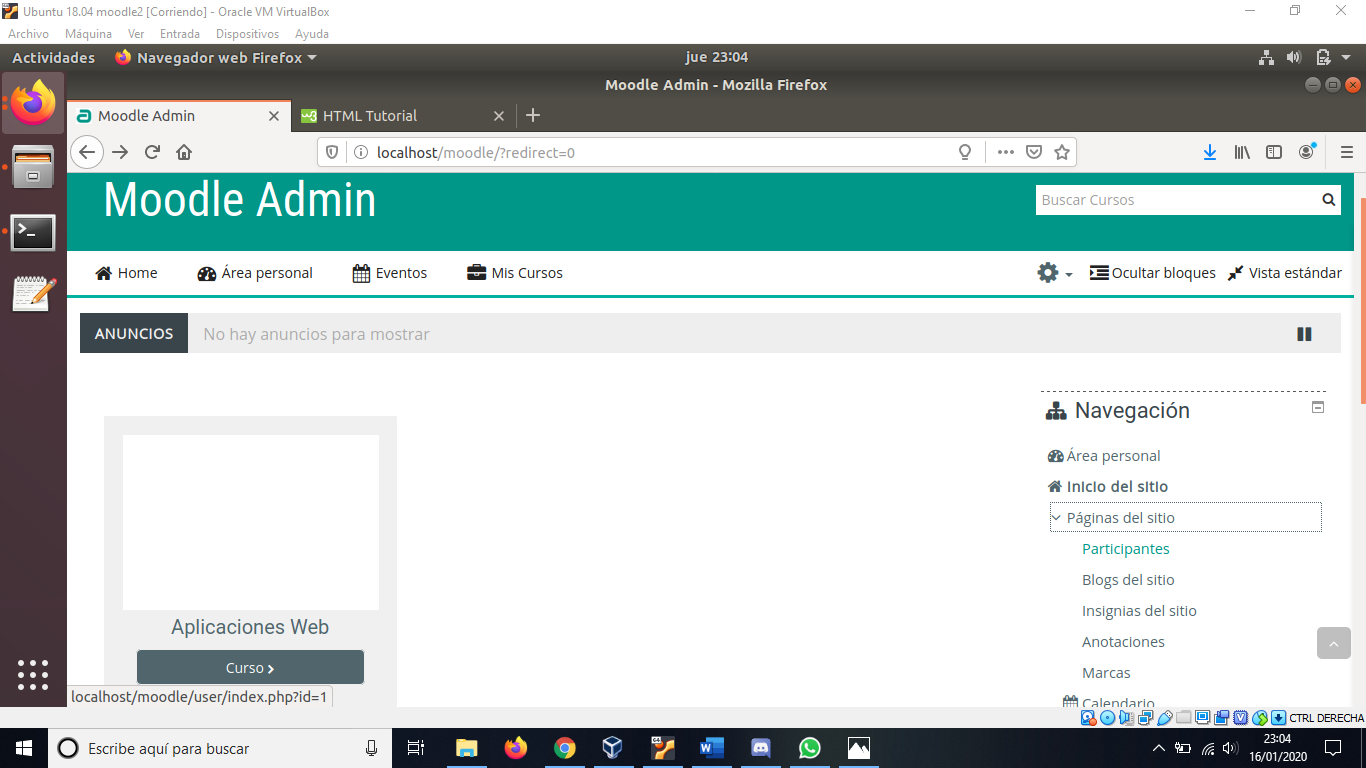 Ubuntu 18.04 moodle2 [Corriendo] - Oracle VM VirtualBox
Archivo Máquina Ver Entrada Dispositivos Ayuda
Actividades Navegador web Firefox jue 23:04
Moodle Admin - Mozilla Firefox
Moodle Admin HTML Tutorial
localhost/moodle/?redirect=0
Moodle Admin
Buscar Cursos
Home Área personal Eventos Mis Cursos Ocultar bloques Vista estándar
ANUNCIOS No hay anuncios para mostrar
Navegación
Área personal
Inicio del sitio
Páginas del sitio
Participantes
Blogs del sitio
Insignias del sitio
Anotaciones
Marcas
Calendario
Aplicaciones Web
Curso
localhost/moodle/user/index.php?id=1
CTRL DERECHA
Escribe aquí para buscar
23:04
16/01/2020